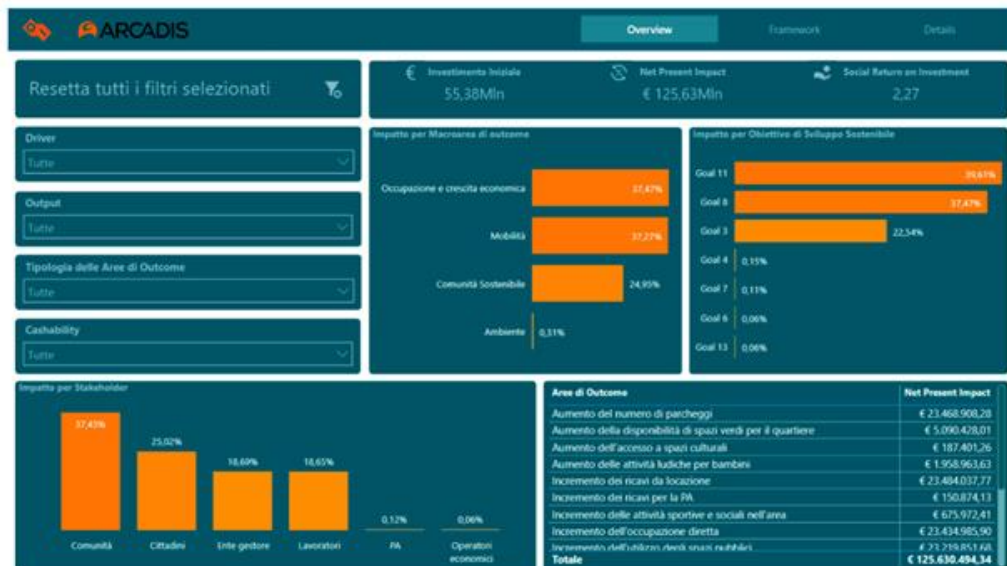 ARCADIS
Overview
Framework
Details
Resetta tutti i filtri selezionati
Investimento Iniziale
55,38Mln
Net Present Impact
€ 125,63Mln
Social Return on Investment
2,27
Driver
Tutte
Output
Tutte
Tipologia delle Aree di Outcome
Tutte
Cashability
Tutte
Impatto per Macroarea di outcome
Occupazione e crescita economica 37,47%
Mobilità 37,27%
Comunità Sostenibile 24,95%
Ambiente 0,31%
Impatto per Obiettivo di Sviluppo Sostenibile
Goal 11 39,61%
Goal 8 37,47%
Goal 3 22,54%
Goal 4 0,15%
Goal 7 0,11%
Goal 6 0,06%
Goal 13 0,06%
Impatto per Stakeholder
37,43%
25,02%
18,69%
18,65%
0,12%
0,06%
Comunità
Cittadini
Ente gestore
Lavoratori
PA
Operatori
economici
Aree di Outcome Net Present Impact
Aumento del numero di parcheggi € 23.468.908,28
Aumento della disponibilità di spazi verdi per il quartiere € 5.090.428,01
Aumento dell'accesso a spazi culturali € 187.401,26
Aumento delle attività ludiche per bambini € 1.958.963,63
Incremento dei ricavi da locazione € 23.484.037,77
Incremento dei ricavi per la PA € 150.874,13
Incremento delle attività sportive e sociali nell'area € 675.972,41
Incremento dell'occupazione diretta € 23.434.985,90
Incremento dell'utilizzo degli spazi pubblici € 23.219.851,68
Totale € 125.630.494,34